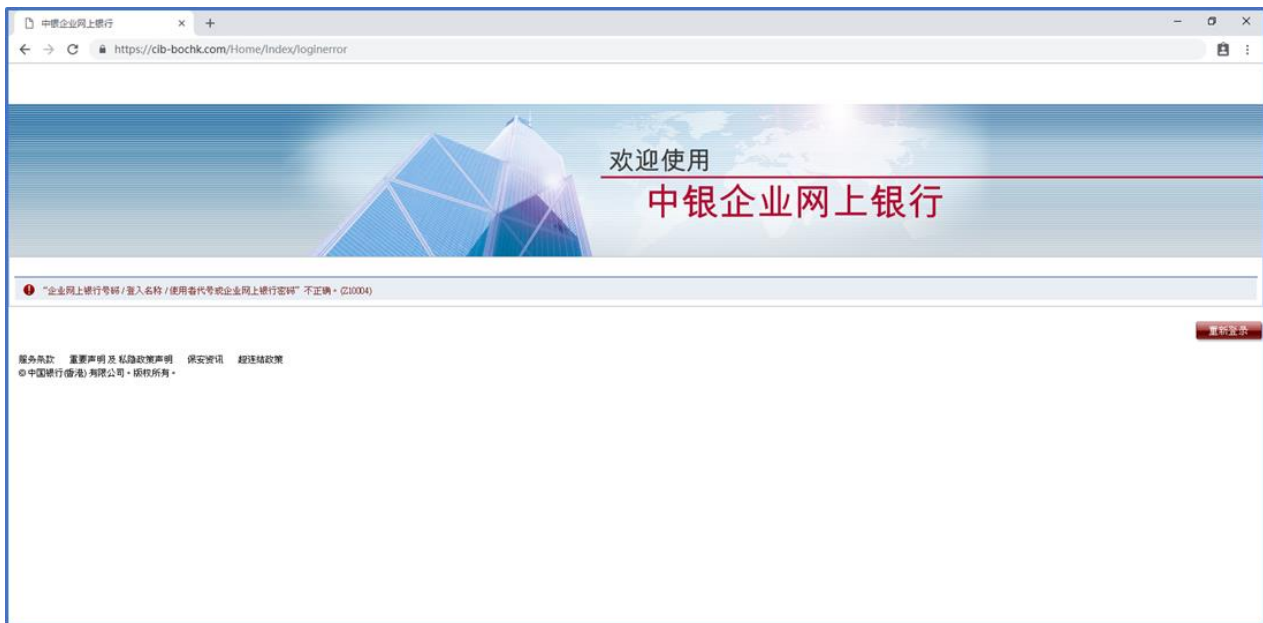 中银企业网上银行
https://cib-bochk.com/Home/Index/loginerror
欢迎使用
中银企业网上银行
“企业网上银行号码 / 登入名称 / 使用者代号或企业网上银行密码” 不正确。(Z10004)
重新登录
服务条款 重要声明 及 私隐政策声明 保安资讯 超连结政策
© 中国银行(香港) 有限公司。版权所有。